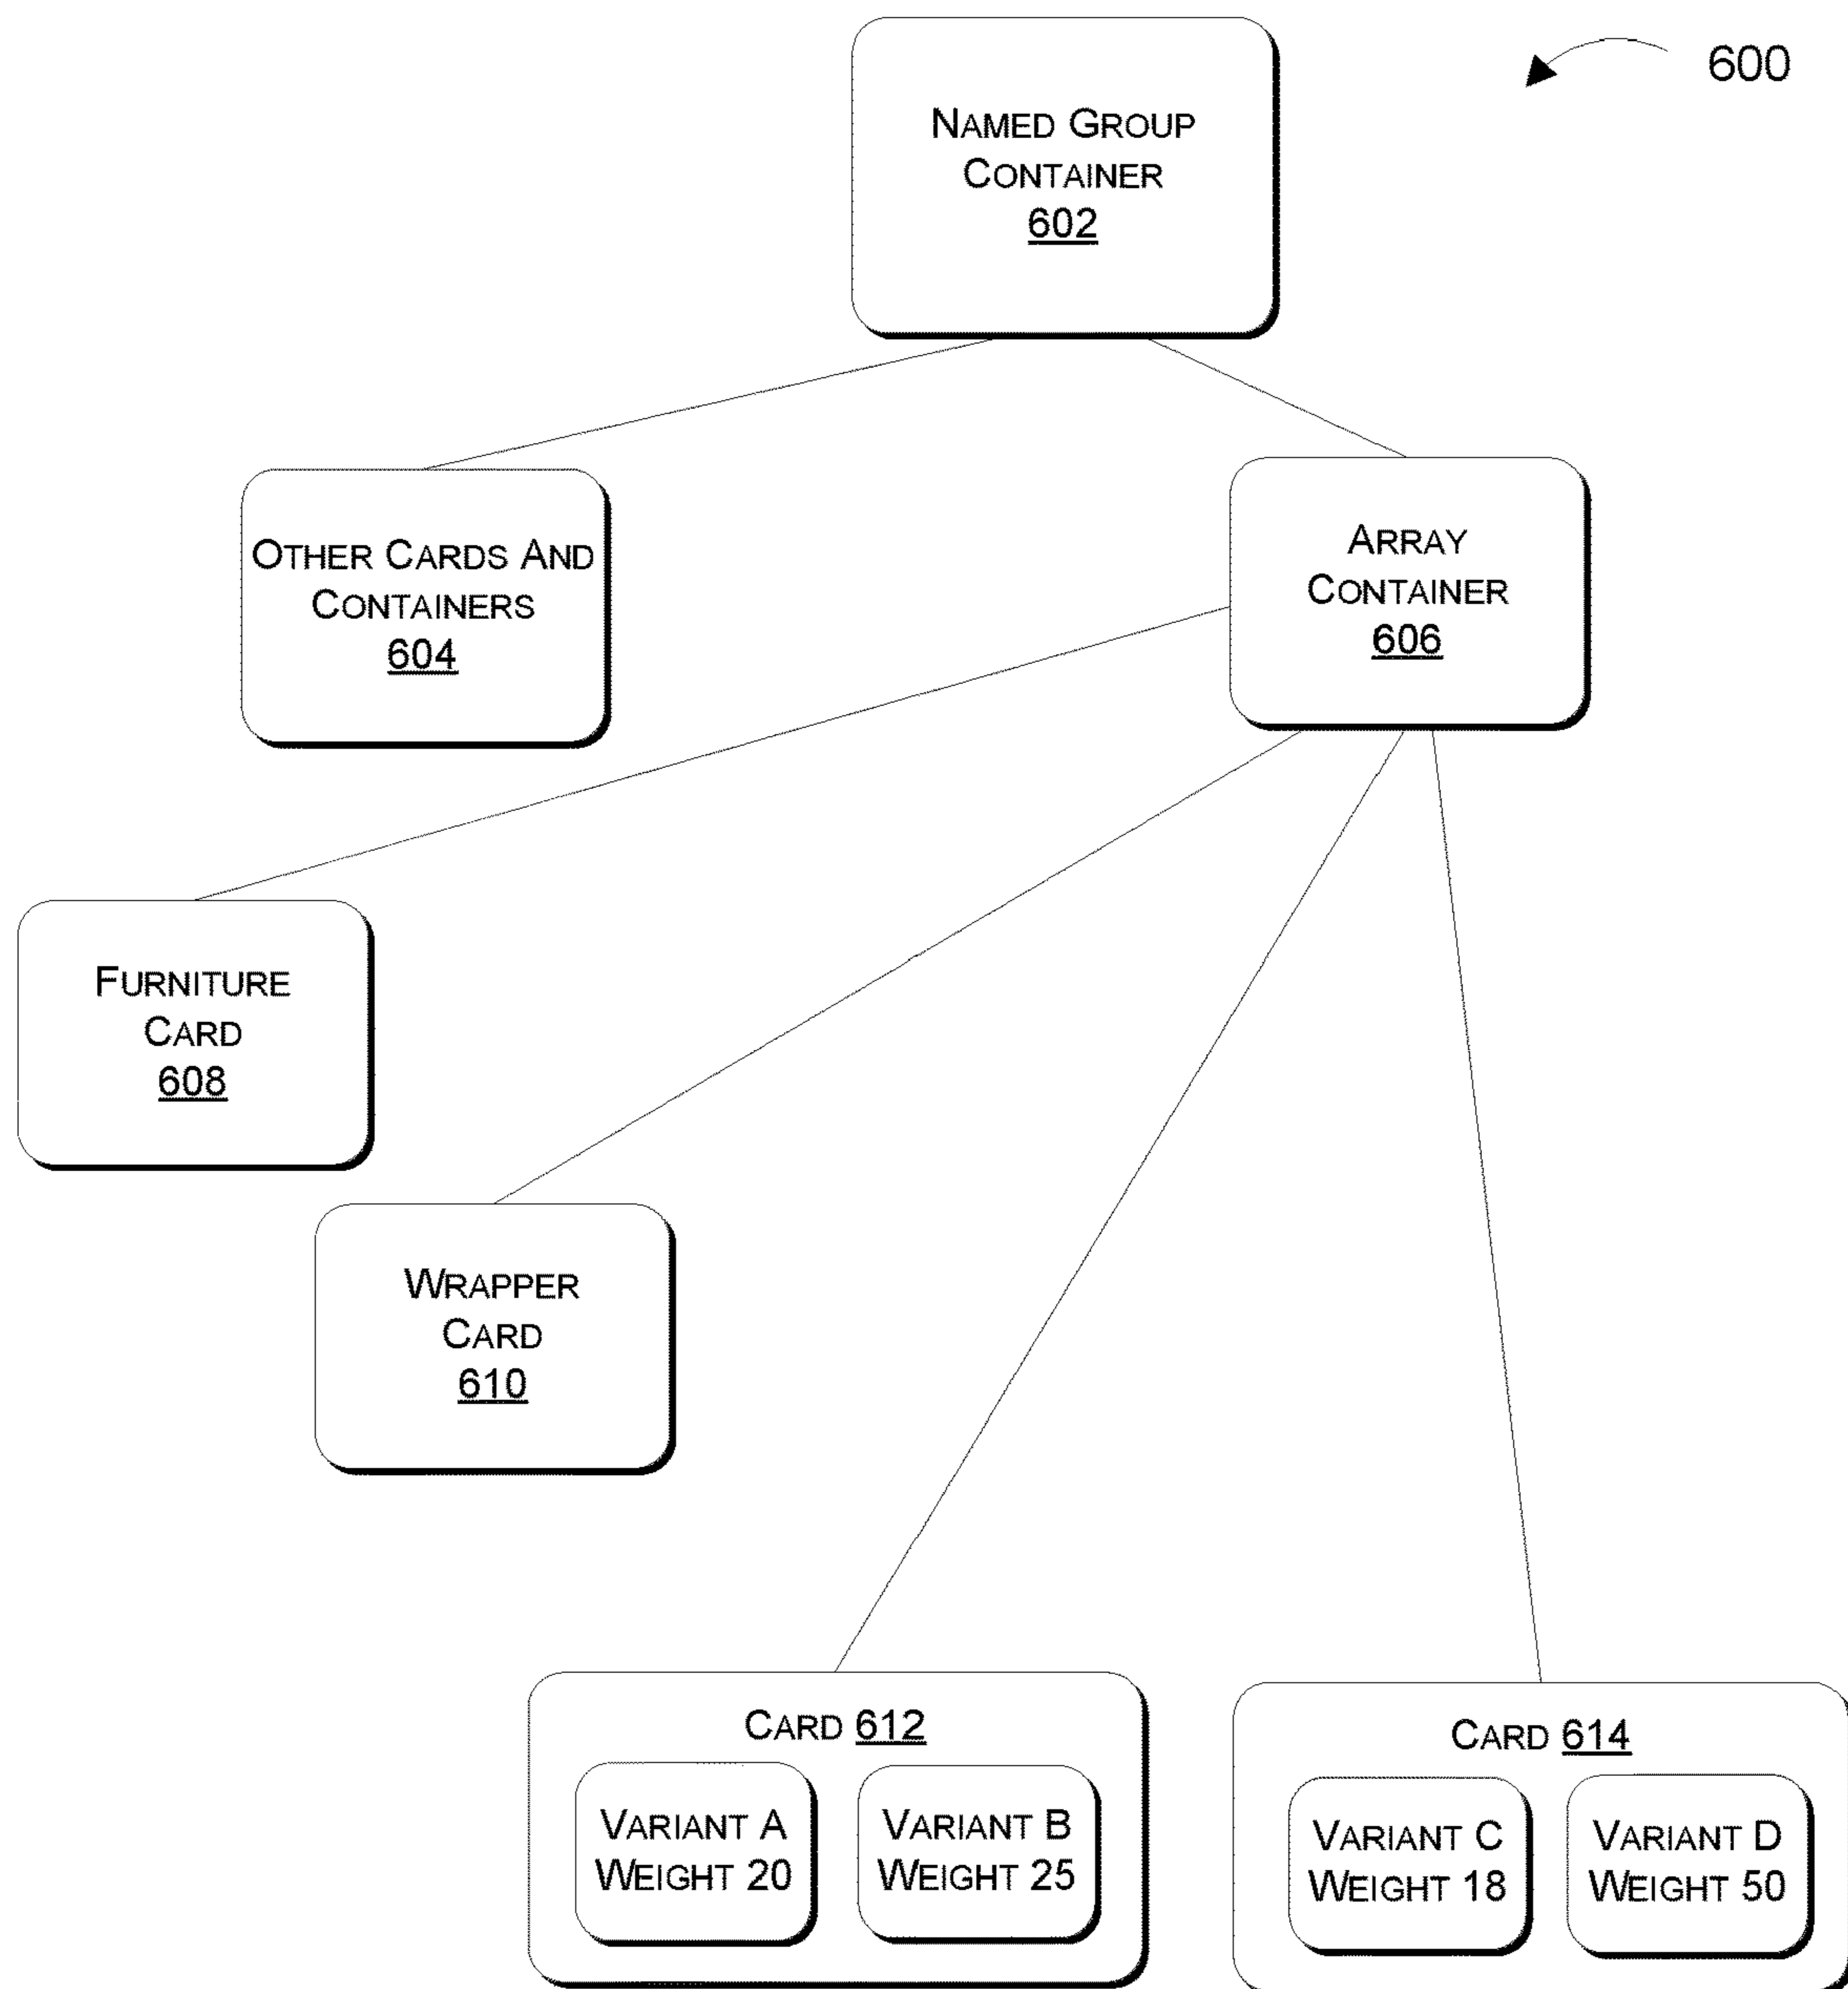 600
NAMED GROUP
CONTAINER
602
OTHER CARDS AND
CONTAINERS
604
ARRAY
CONTAINER
606
FURNITURE
CARD
608
WRAPPER
CARD
610
CARD 612
VARIANT A
WEIGHT 20
VARIANT B
WEIGHT 25
CARD 614
VARIANT C
WEIGHT 18
VARIANT D
WEIGHT 50